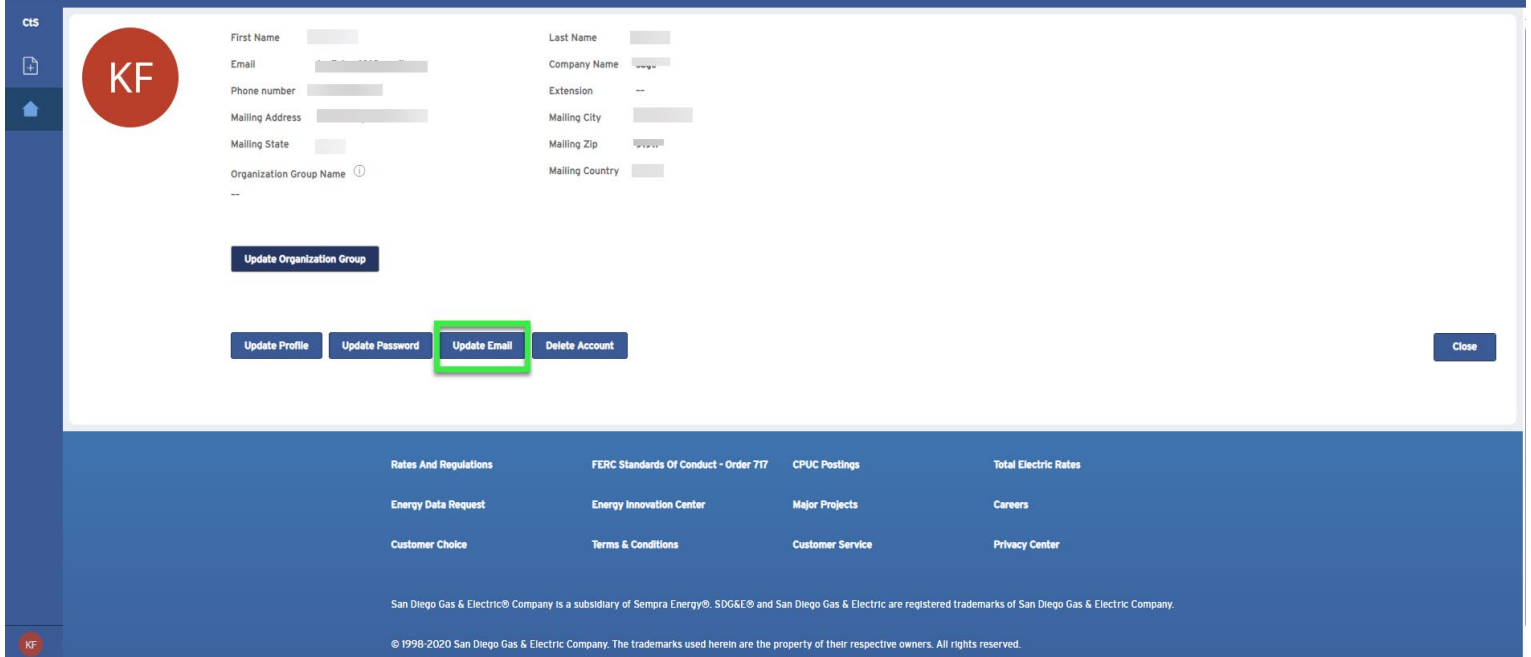 CtS
KF
First Name
Last Name
Email
Company Name
Phone number
Extension --
Mailing Address
Mailing City
Mailing State
Mailing Zip
Organization Group Name
Mailing Country
--
Update Organization Group
Update Profile Update Password Update Email Delete Account Close
Rates And Regulations FERC Standards Of Conduct - Order 717 CPUC Postings Total Electric Rates
Energy Data Request Energy Innovation Center Major Projects Careers
Customer Choice Terms & Conditions Customer Service Privacy Center
San Diego Gas & Electric® Company is a subsidiary of Sempra Energy®. SDG&E® and San Diego Gas & Electric are registered trademarks of San Diego Gas & Electric Company.
KF
© 1998-2020 San Diego Gas & Electric Company. The trademarks used herein are the property of their respective owners. All rights reserved.